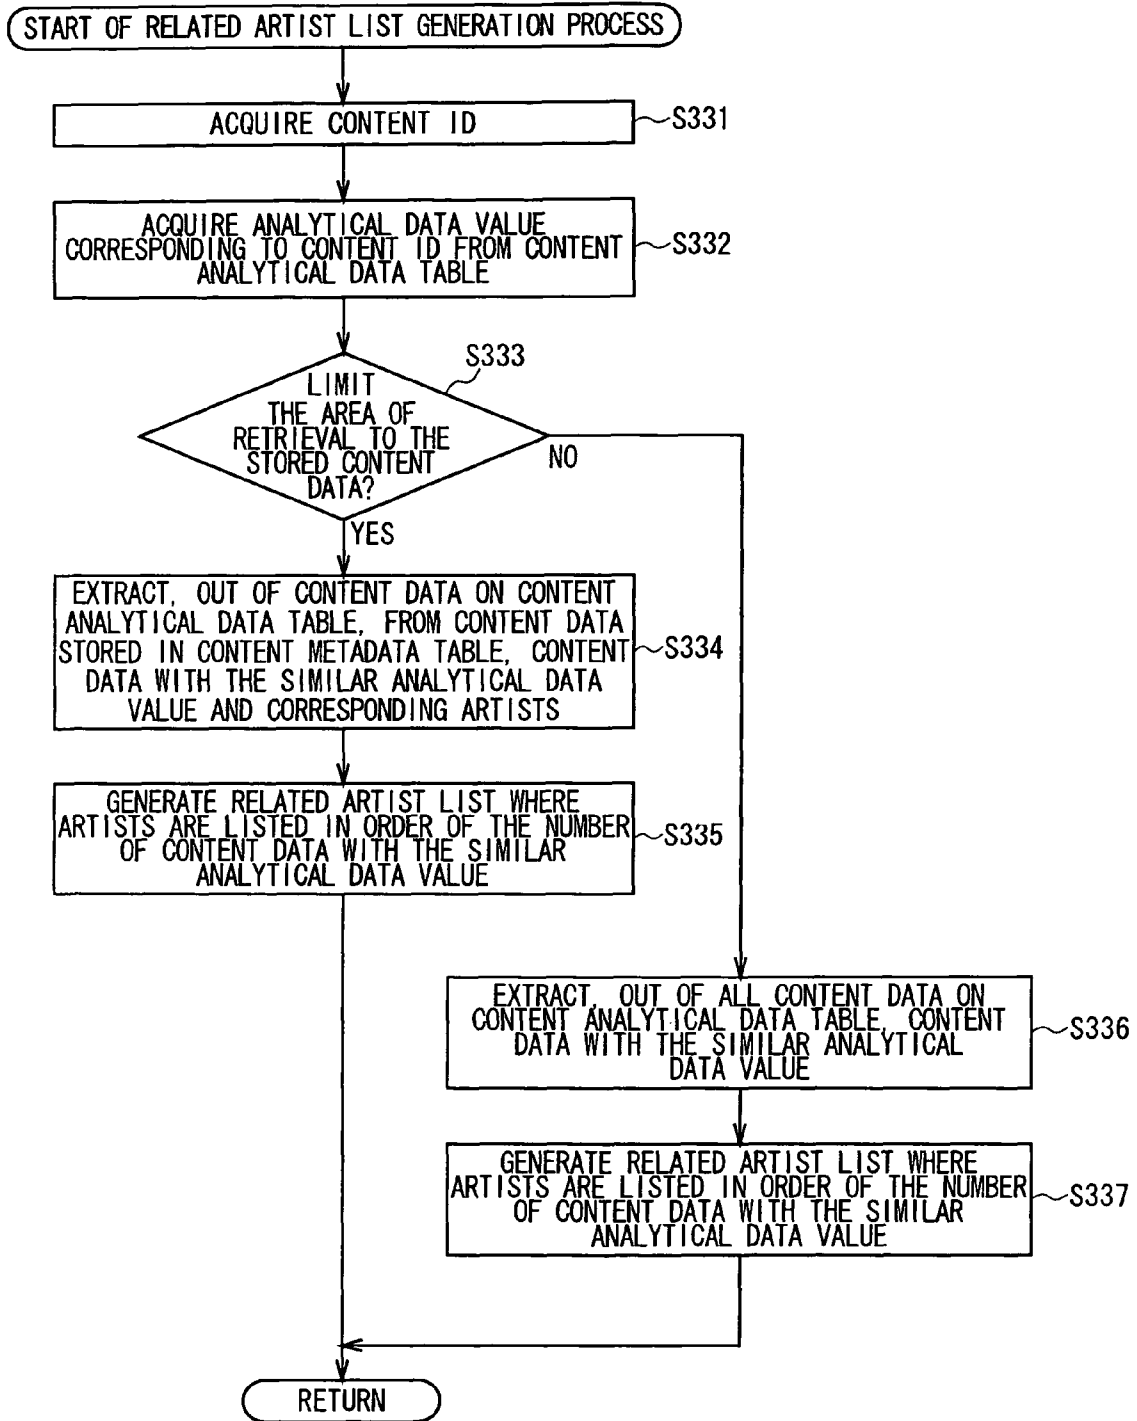 START OF RELATED ARTIST LIST GENERATION PROCESS
ACQUIRE CONTENT ID
S331
ACQUIRE ANALYTICAL DATA VALUE
CORRESPONDING TO CONTENT ID FROM CONTENT
ANALYTICAL DATA TABLE
S332
S333
LIMIT
THE AREA OF
RETRIEVAL TO THE
STORED CONTENT
DATA?
NO
YES
EXTRACT, OUT OF CONTENT DATA ON CONTENT
ANALYTICAL DATA TABLE, FROM CONTENT DATA
STORED IN CONTENT METADATA TABLE, CONTENT
DATA WITH THE SIMILAR ANALYTICAL DATA
VALUE AND CORRESPONDING ARTISTS
S334
GENERATE RELATED ARTIST LIST WHERE
ARTISTS ARE LISTED IN ORDER OF THE NUMBER
OF CONTENT DATA WITH THE SIMILAR
ANALYTICAL DATA VALUE
S335
EXTRACT, OUT OF ALL CONTENT DATA ON
CONTENT ANALYTICAL DATA TABLE, CONTENT
DATA WITH THE SIMILAR ANALYTICAL
DATA VALUE
S336
GENERATE RELATED ARTIST LIST WHERE
ARTISTS ARE LISTED IN ORDER OF THE NUMBER
OF CONTENT DATA WITH THE SIMILAR
ANALYTICAL DATA VALUE
S337
RETURN